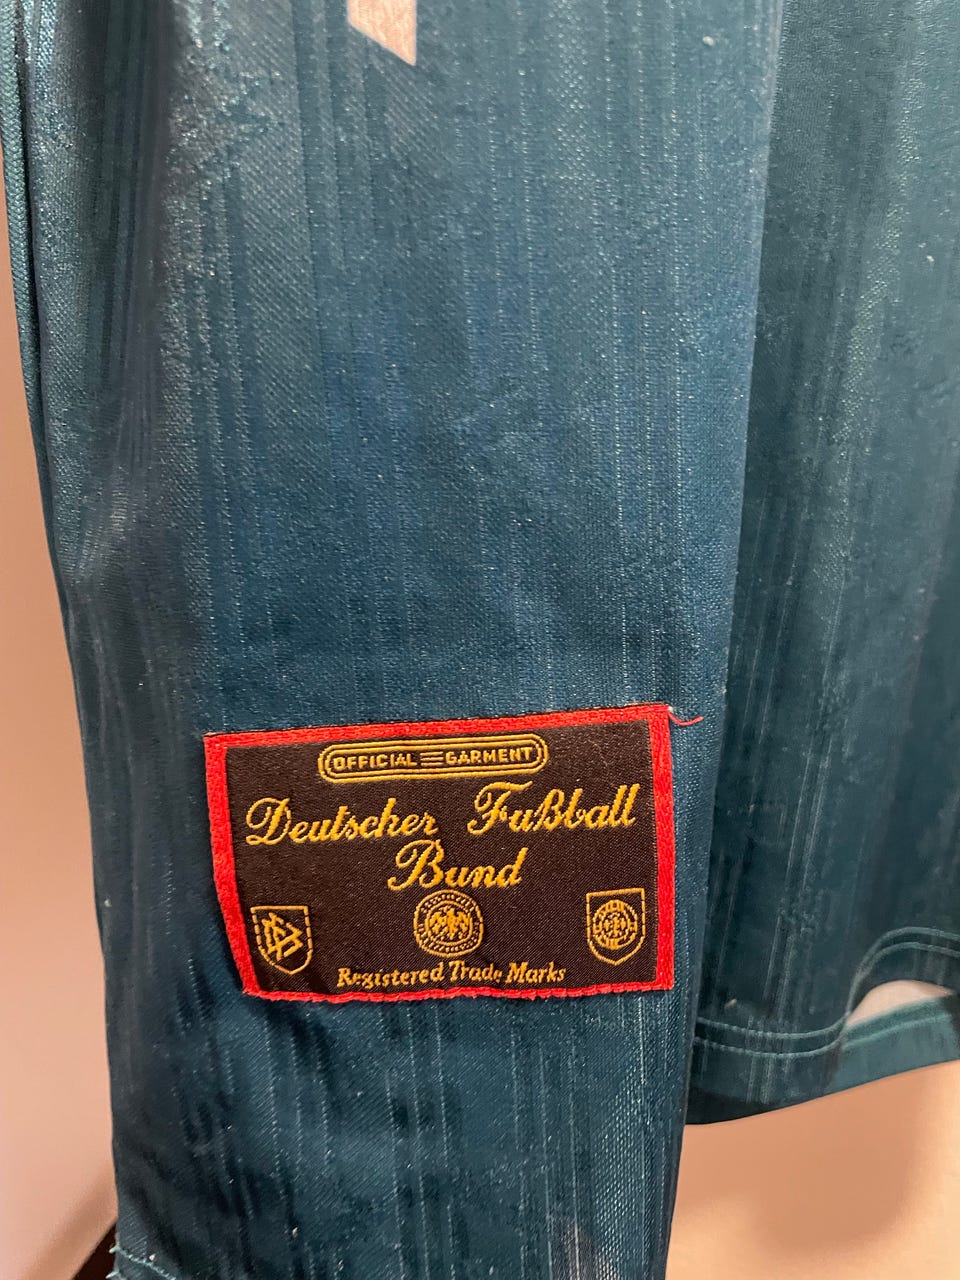 OFFICIAL GARMENT
Deutscher Fußball
Bund
Registered Trade Marks